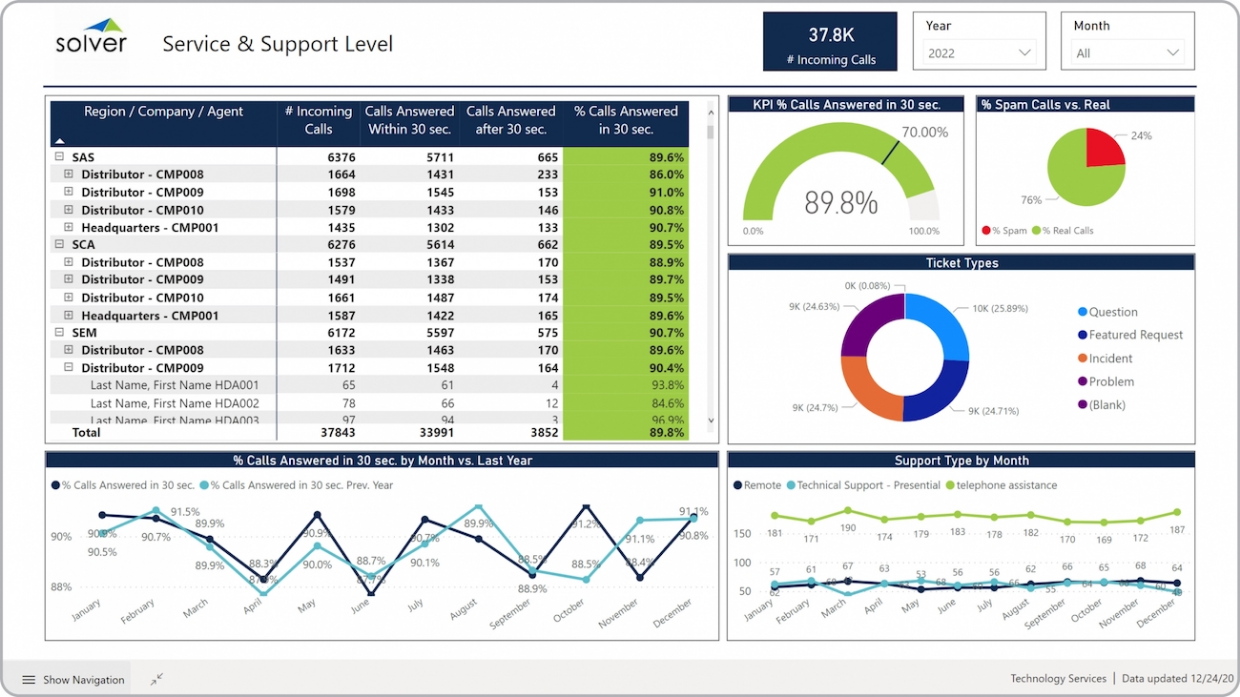 solver
Service & Support Level
37.8K
# Incoming Calls
Year
2022
Month
All
Region / Company / Agent # Incoming Calls Calls Answered Within 30 sec. Calls Answered after 30 sec. % Calls Answered in 30 sec.
SAS 6376 5711 665 89.6%
Distributor - CMP008 1664 1431 233 86.0%
Distributor - CMP009 1698 1545 153 91.0%
Distributor - CMP010 1579 1433 146 90.8%
Headquarters - CMP001 1435 1302 133 90.7%
SCA 6276 5614 662 89.5%
Distributor - CMP008 1537 1367 170 88.9%
Distributor - CMP009 1491 1338 153 89.7%
Distributor - CMP010 1661 1487 174 89.5%
Headquarters - CMP001 1587 1422 165 89.6%
SEM 6172 5597 575 90.7%
Distributor - CMP008 1633 1463 170 89.6%
Distributor - CMP009 1712 1548 164 90.4%
Last Name, First Name HDA001 65 61 4 93.8%
Last Name, First Name HDA002 78 66 12 84.6%
Last Name, First Name HDA003 97 94 3 96.9%
Total 37843 33991 3852 89.8%
KPI % Calls Answered in 30 sec.
70.00%
89.8%
0.0% 100.0%
% Spam Calls vs. Real
24%
76%
% Spam % Real Calls
Ticket Types
0K (0.08%)
9K (24.63%) 10K (25.89%)
9K (24.7%) 9K (24.71%)
Question
Featured Request
Incident
Problem
(Blank)
% Calls Answered in 30 sec. by Month vs. Last Year
% Calls Answered in 30 sec. % Calls Answered in 30 sec. Prev. Year
90%
88%
90.5% 91.5% 90.7% 89.9% 89.9% 88.3% 90.9% 90.0% 88.7% 87.7% 90.7% 90.1% 89.9% 88.5% 88.9% 91.2% 88.5% 91.1% 88.4% 91.1% 90.8%
January February March April May June July August September October November December
Support Type by Month
Remote Technical Support - Presential telephone assistance
150
100
50
181 171 190 174 179 183 178 182 170 169 172 187
57 61 67 63 53 56 56 62 66 65 68 64
62 68 66 55 64 60 49
January February March April May June July August September October November December
Show Navigation
Technology Services | Data updated 12/24/20